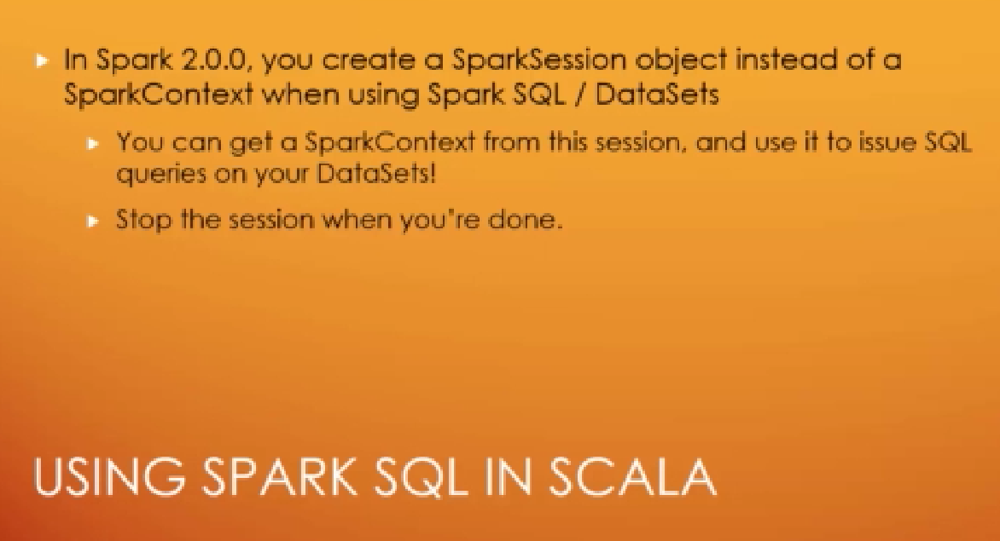 In Spark 2.0.0, you create a SparkSession object instead of a
SparkContext when using Spark SQL / DataSets
You can get a SparkContext from this session, and use it to issue SQL
queries on your DataSets!
Stop the session when you're done.
USING SPARK SQL IN SCALA